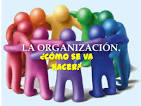 LA ORGANIZACIÓN.
¿CÓMO SE VA
HACER?